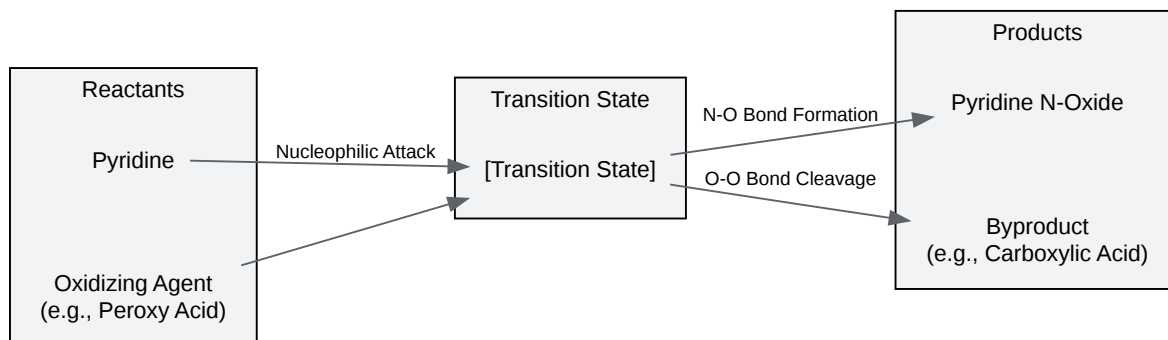 Reactants
Pyridine
Oxidizing Agent
(e.g., Peroxy Acid)
Nucleophilic Attack
Transition State
[Transition State]
N-O Bond Formation
O-O Bond Cleavage
Products
Pyridine N-Oxide
Byproduct
(e.g., Carboxylic Acid)